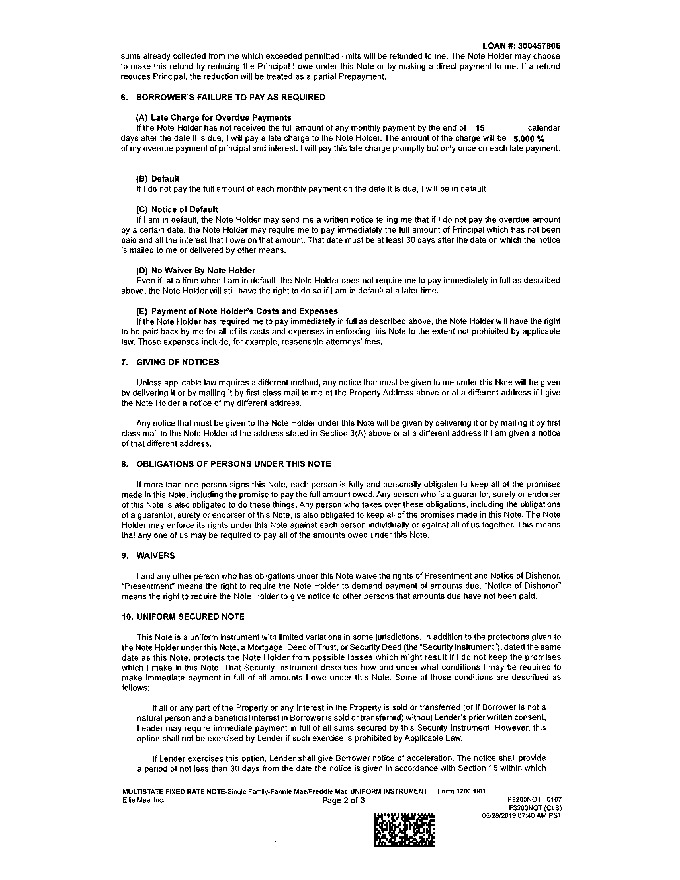 LOAN #: 300457806
sums already collected from me which exceeded permitted limits will be refunded to me. The Note Holder may choose
to make this refund by reducing the Principal I owe under this Note or by making a direct payment to me. If a refund
reduces Principal, the reduction will be treated as a partial Prepayment.
6. BORROWER'S FAILURE TO PAY AS REQUIRED
(A) Late Charge for Overdue Payments
If the Note Holder has not received the full amount of any monthly payment by the end of 15 calendar
days after the date it is due, I will pay a late charge to the Note Holder. The amount of the charge will be 5.000 %
of my overdue payment of principal and interest. I will pay this late charge promptly but only once on each late payment.
(B) Default
If I do not pay the full amount of each monthly payment on the date it is due, I will be in default.
(C) Notice of Default
If I am in default, the Note Holder may send me a written notice telling me that if I do not pay the overdue amount
by a certain date, the Note Holder may require me to pay immediately the full amount of Principal which has not been
paid and all the interest that I owe on that amount. That date must be at least 30 days after the date on which the notice
is mailed to me or delivered by other means.
(D) No Waiver By Note Holder
Even if, at a time when I am in default, the Note Holder does not require me to pay immediately in full as described
above, the Note Holder will still have the right to do so if I am in default at a later time.
(E) Payment of Note Holder's Costs and Expenses
If the Note Holder has required me to pay immediately in full as described above, the Note Holder will have the right
to be paid back by me for all of its costs and expenses in enforcing this Note to the extent not prohibited by applicable
law. Those expenses include, for example, reasonable attorneys' fees.
7. GIVING OF NOTICES
Unless applicable law requires a different method, any notice that must be given to me under this Note will be given
by delivering it or by mailing it by first class mail to me at the Property Address above or at a different address if I give
the Note Holder a notice of my different address.
Any notice that must be given to the Note Holder under this Note will be given by delivering it or by mailing it by first
class mail to the Note Holder at the address stated in Section 3(A) above or at a different address if I am given a notice
of that different address.
8. OBLIGATIONS OF PERSONS UNDER THIS NOTE
If more than one person signs this Note, each person is fully and personally obligated to keep all of the promises
made in this Note, including the promise to pay the full amount owed. Any person who is a guarantor, surety or endorser
of this Note is also obligated to do these things. Any person who takes over these obligations, including the obligations
of a guarantor, surety or endorser of this Note, is also obligated to keep all of the promises made in this Note. The Note
Holder may enforce its rights under this Note against each person individually or against all of us together. This means
that any one of us may be required to pay all of the amounts owed under this Note.
9. WAIVERS
I and any other person who has obligations under this Note waive the rights of Presentment and Notice of Dishonor.
"Presentment" means the right to require the Note Holder to demand payment of amounts due. "Notice of Dishonor"
means the right to require the Note Holder to give notice to other persons that amounts due have not been paid.
10. UNIFORM SECURED NOTE
This Note is a uniform instrument with limited variations in some jurisdictions. In addition to the protections given to
the Note Holder under this Note, a Mortgage, Deed of Trust, or Security Deed (the "Security Instrument"), dated the same
date as this Note, protects the Note Holder from possible losses which might result if I do not keep the promises
which I make in this Note. That Security Instrument describes how and under what conditions I may be required to
make immediate payment in full of all amounts I owe under this Note. Some of those conditions are described as
follows:
If all or any part of the Property or any Interest in the Property is sold or transferred (or if Borrower is not a
natural person and a beneficial interest in Borrower is sold or transferred) without Lender's prior written consent,
Lender may require immediate payment in full of all sums secured by this Security Instrument. However, this
option shall not be exercised by Lender if such exercise is prohibited by Applicable Law.
If Lender exercises this option, Lender shall give Borrower notice of acceleration. The notice shall provide
a period of not less than 30 days from the date the notice is given in accordance with Section 15 within which
MULTISTATE FIXED RATE NOTE-Single Family-Fannie Mae/Freddie Mac UNIFORM INSTRUMENT Form 3200 1/01
Ellie Mae, Inc. Page 2 of 3 F3200NOT 0107
F3200NOT (CLS)
06/28/2019 07:40 AM PST